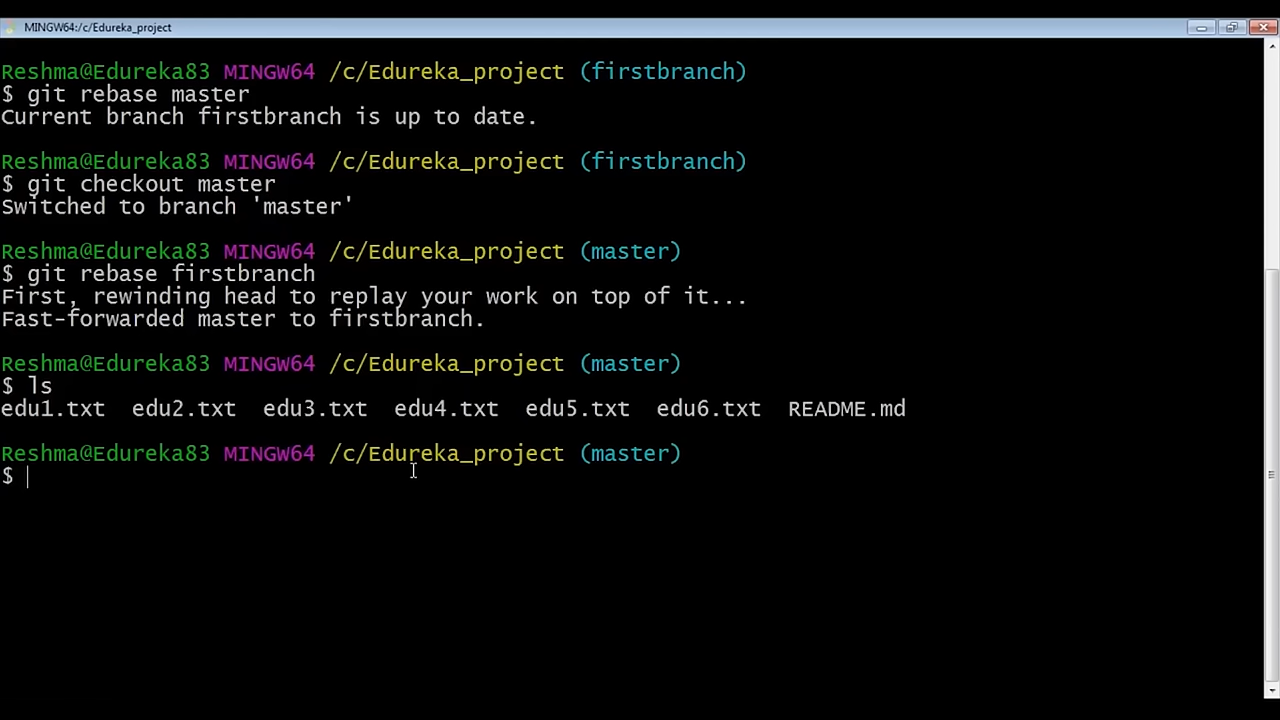 MINGW64:/c/Edureka_project
Reshma@Edureka83 MINGW64 /c/Edureka_project (firstbranch)
$ git rebase master
Current branch firstbranch is up to date.
Reshma@Edureka83 MINGW64 /c/Edureka_project (firstbranch)
$ git checkout master
Switched to branch 'master'
Reshma@Edureka83 MINGW64 /c/Edureka_project (master)
$ git rebase firstbranch
First, rewinding head to replay your work on top of it...
Fast-forwarded master to firstbranch.
Reshma@Edureka83 MINGW64 /c/Edureka_project (master)
$ ls
edu1.txt  edu2.txt  edu3.txt  edu4.txt  edu5.txt  edu6.txt  README.md
Reshma@Edureka83 MINGW64 /c/Edureka_project (master)
$